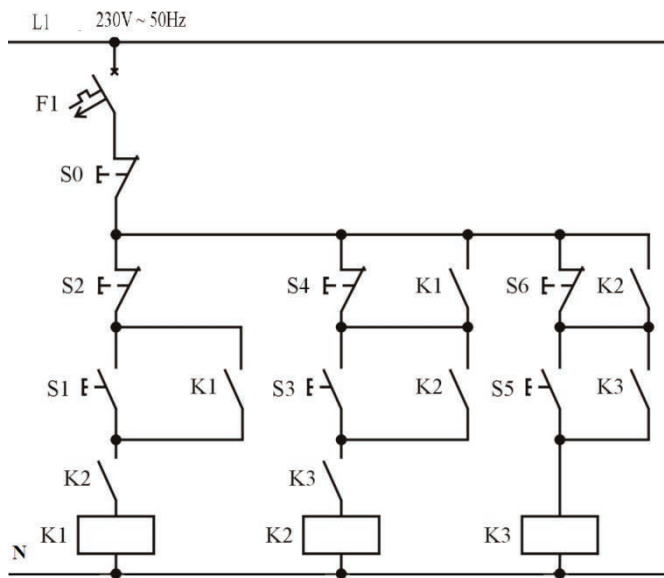 L1 230V ~ 50Hz
F1
S0
S2 S4 K1 S6 K2
S1 K1 S3 K2 S5 K3
K2 K3
K1 K2 K3
N